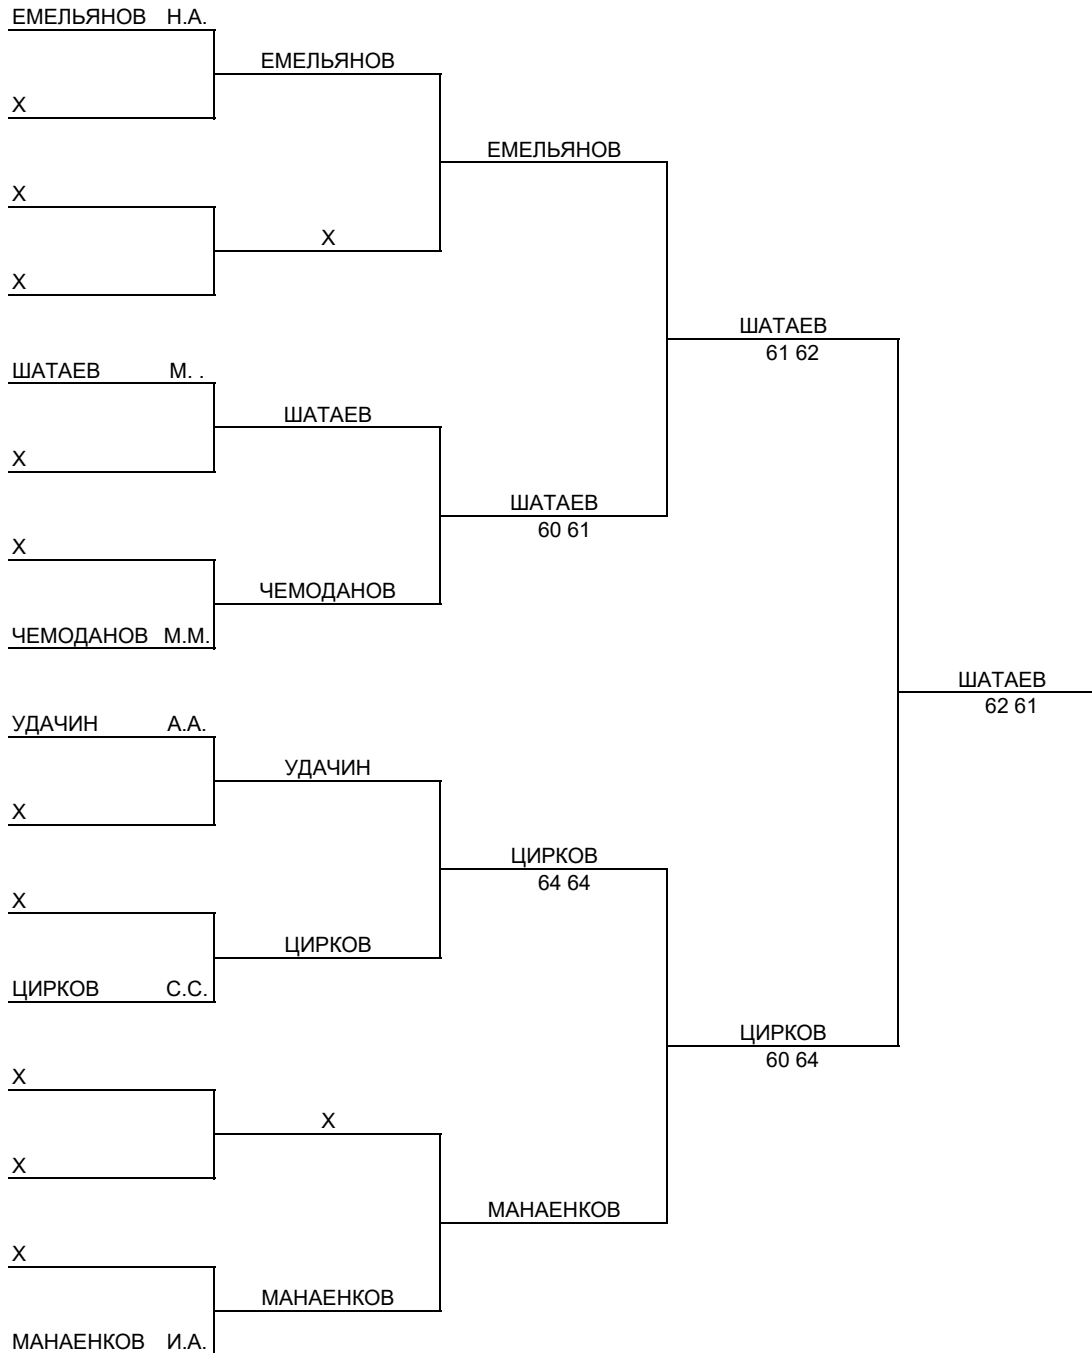 ЕМЕЛЬЯНОВ Н.А.
ЕМЕЛЬЯНОВ
X
ЕМЕЛЬЯНОВ
X
X
X
ШАТАЕВ
61 62
ШАТАЕВ М. .
ШАТАЕВ
X
ШАТАЕВ
60 61
X
ЧЕМОДАНОВ
ЧЕМОДАНОВ М.М.
ШАТАЕВ
62 61
УДАЧИН А.А.
УДАЧИН
X
ЦИРКОВ
64 64
X
ЦИРКОВ
ЦИРКОВ С.С.
ЦИРКОВ
60 64
X
X
X
МАНАЕНКОВ
X
МАНАЕНКОВ
МАНАЕНКОВ И.А.